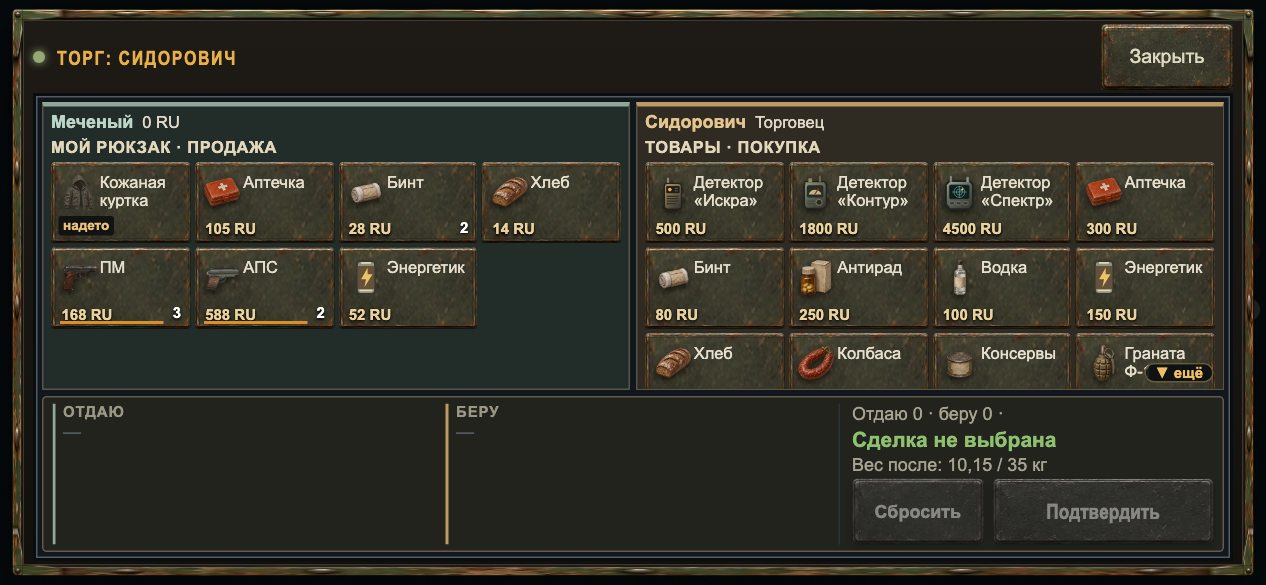 ТОРГ: СИДОРОВИЧ
Закрыть
Меченый 0 RU
МОЙ РЮКЗАК · ПРОДАЖА
Кожаная куртка
надето
Аптечка
105 RU
Бинт
28 RU 2
Хлеб
14 RU
ПМ
168 RU 3
АПС
588 RU 2
Энергетик
52 RU
Сидорович Торговец
ТОВАРЫ · ПОКУПКА
Детектор «Искра»
500 RU
Детектор «Контур»
1800 RU
Детектор «Спектр»
4500 RU
Аптечка
300 RU
Бинт
80 RU
Антирад
250 RU
Водка
100 RU
Энергетик
150 RU
Хлеб
Колбаса
Консервы
Граната
Ф-
▼ ещё
ОТДАЮ
—
БЕРУ
—
Отдаю 0 · беру 0 ·
Сделка не выбрана
Вес после: 10,15 / 35 кг
Сбросить
Подтвердить